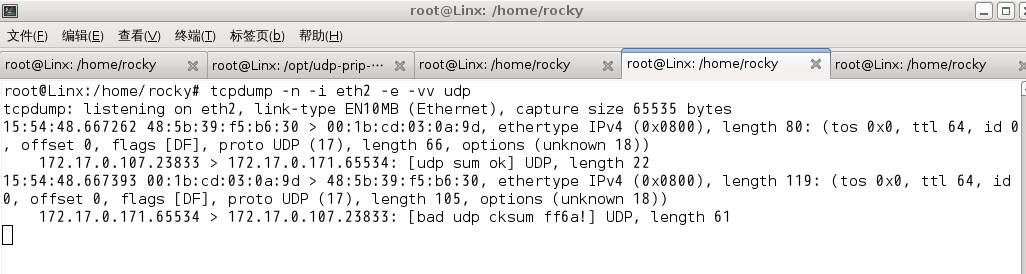 root@Linx: /home/rocky
文件(F) 编辑(E) 查看(V) 终端(T) 标签页(b) 帮助(H)
root@Linx: /home/rocky root@Linx: /opt/udp-prip-··· root@Linx: /home/rocky root@Linx: /home/rocky root@Linx: /home/rocky
root@Linx:/home/rocky# tcpdump -n -i eth2 -e -vv udp
tcpdump: listening on eth2, link-type EN10MB (Ethernet), capture size 65535 bytes
15:54:48.667262 48:5b:39:f5:b6:30 > 00:1b:cd:03:0a:9d, ethertype IPv4 (0x0800), length 80: (tos 0x0, ttl 64, id 0
, offset 0, flags [DF], proto UDP (17), length 66, options (unknown 18))
172.17.0.107.23833 > 172.17.0.171.65534: [udp sum ok] UDP, length 22
15:54:48.667393 00:1b:cd:03:0a:9d > 48:5b:39:f5:b6:30, ethertype IPv4 (0x0800), length 119: (tos 0x0, ttl 64, id
0, offset 0, flags [DF], proto UDP (17), length 105, options (unknown 18))
172.17.0.171.65534 > 172.17.0.107.23833: [bad udp cksum ff6a!] UDP, length 61